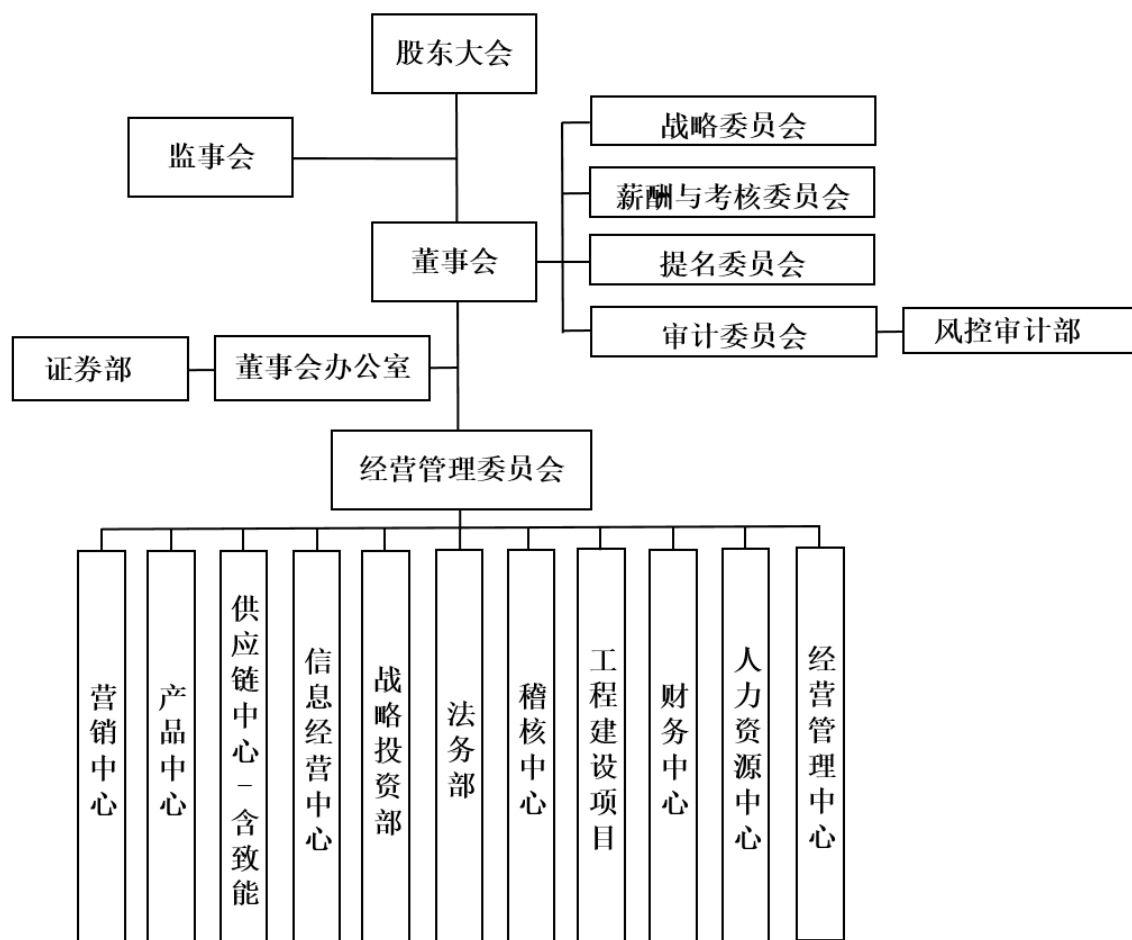 股东大会
监事会
战略委员会
薪酬与考核委员会
董事会
提名委员会
审计委员会
风控审计部
证券部
董事会办公室
经营管理委员会
营销中心
产品中心
供应链中心-含致能
信息经营中心
战略投资部
法务部
稽核中心
工程建设项目
财务中心
人力资源中心
经营管理中心